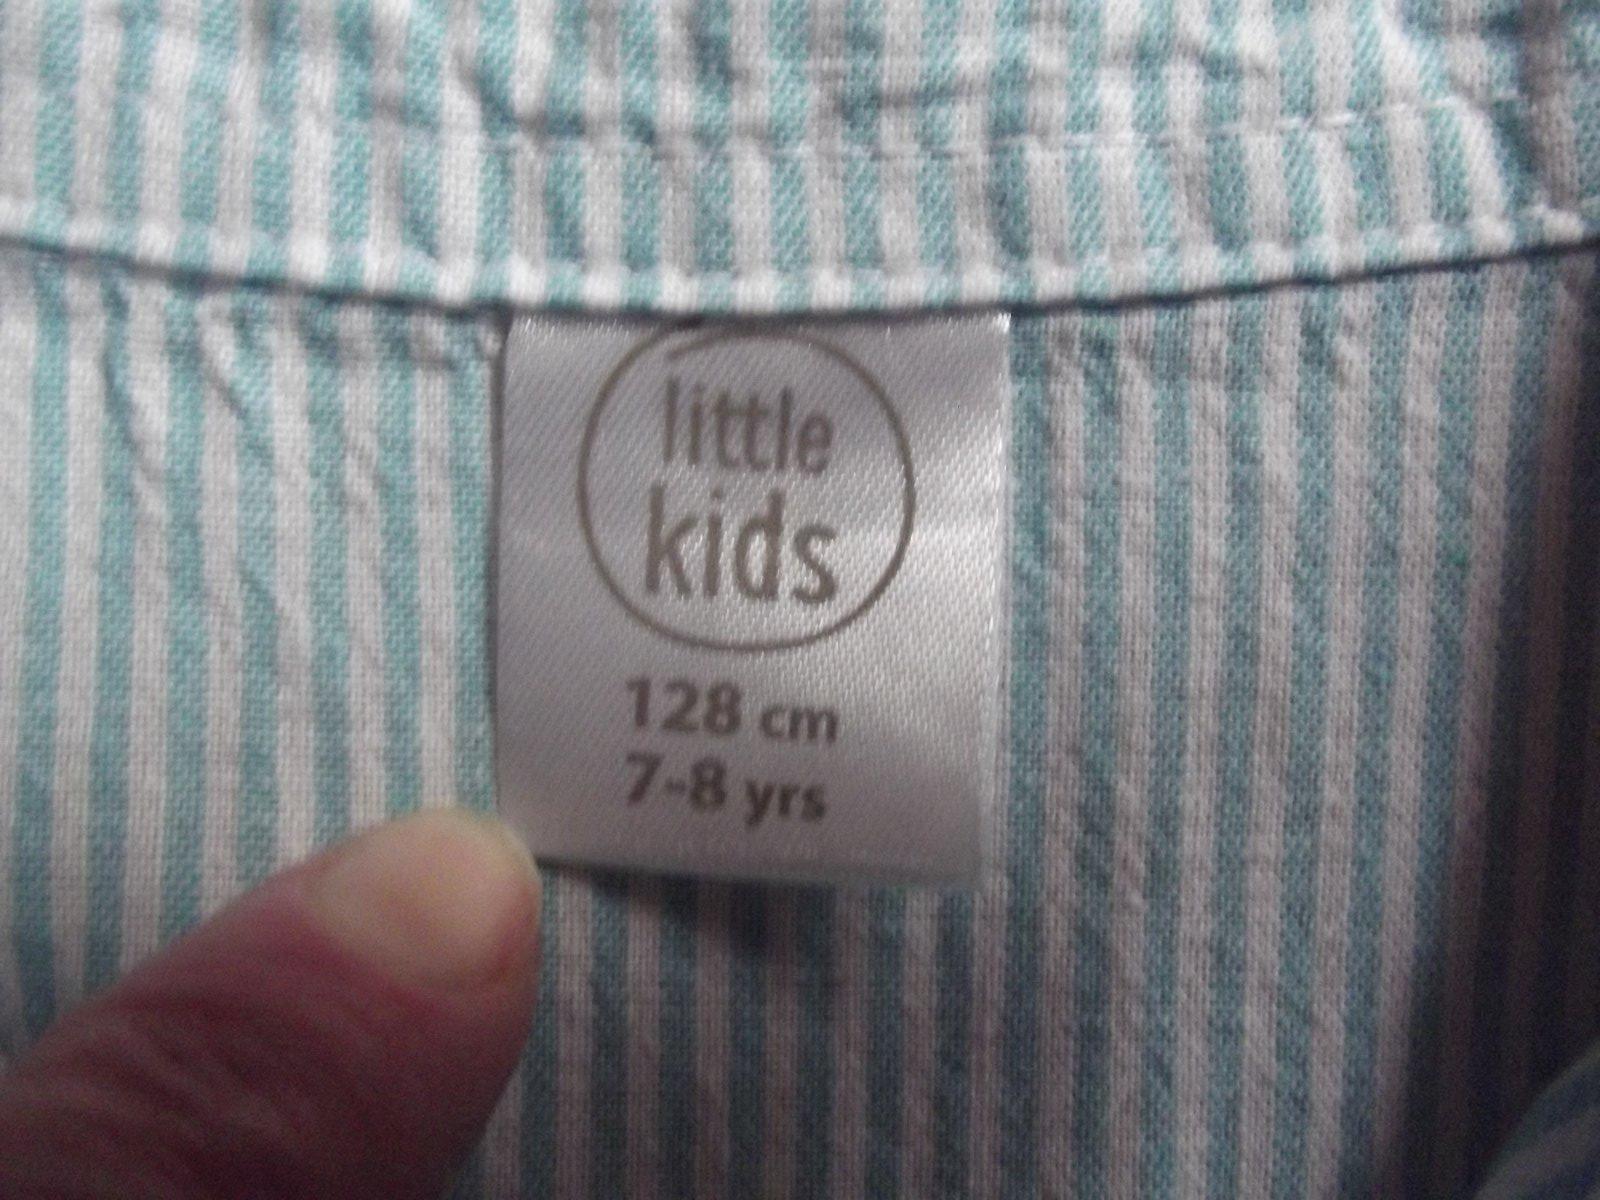 little
kids
128 cm
7-8 yrs